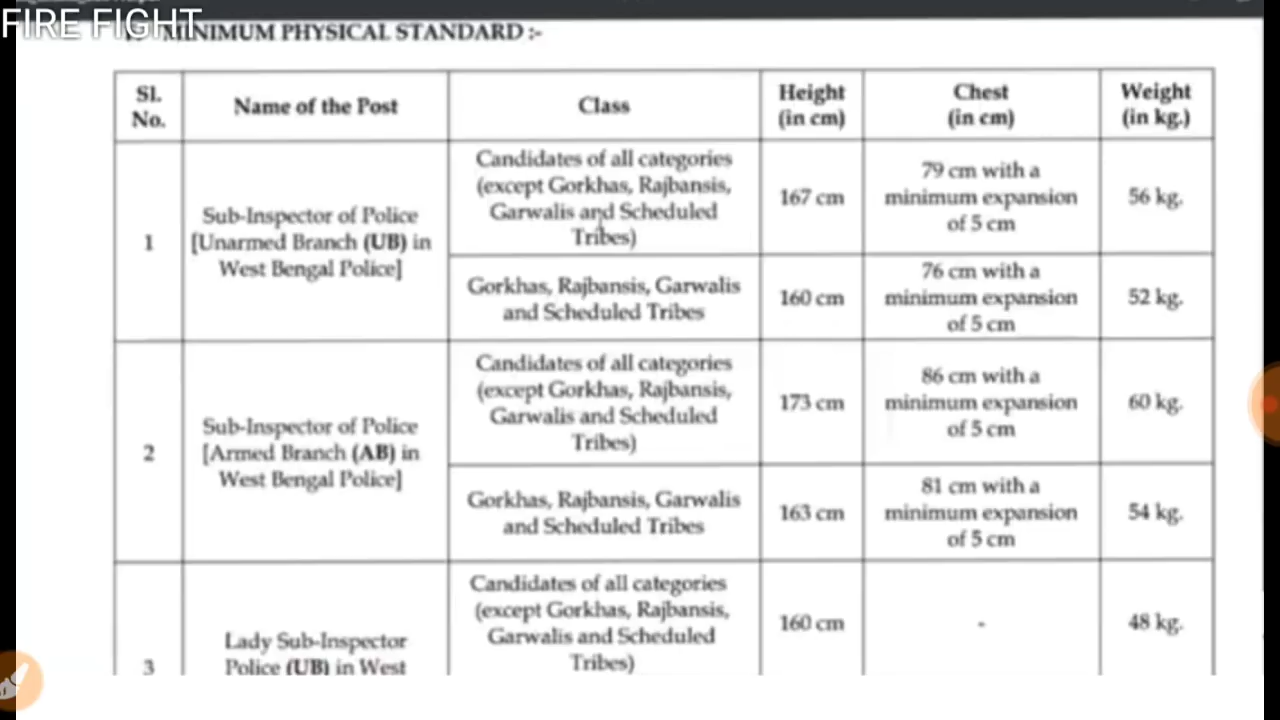 FIRE FIGHT
MINIMUM PHYSICAL STANDARD :-
Sl. No. Name of the Post Class Height (in cm) Chest (in cm) Weight (in kg.)
1
Sub-Inspector of Police
[Unarmed Branch (UB) in
West Bengal Police]
Candidates of all categories
(except Gorkhas, Rajbansis,
Garwalis and Scheduled
Tribes)
167 cm
79 cm with a
minimum expansion
of 5 cm
56 kg.
Gorkhas, Rajbansis, Garwalis
and Scheduled Tribes
160 cm
76 cm with a
minimum expansion
of 5 cm
52 kg.
2
Sub-Inspector of Police
[Armed Branch (AB) in
West Bengal Police]
Candidates of all categories
(except Gorkhas, Rajbansis,
Garwalis and Scheduled
Tribes)
173 cm
86 cm with a
minimum expansion
of 5 cm
60 kg.
Gorkhas, Rajbansis, Garwalis
and Scheduled Tribes
163 cm
81 cm with a
minimum expansion
of 5 cm
54 kg.
3
Lady Sub-Inspector
Police (UB) in West
Candidates of all categories
(except Gorkhas, Rajbansis,
Garwalis and Scheduled
Tribes)
160 cm
-
48 kg.